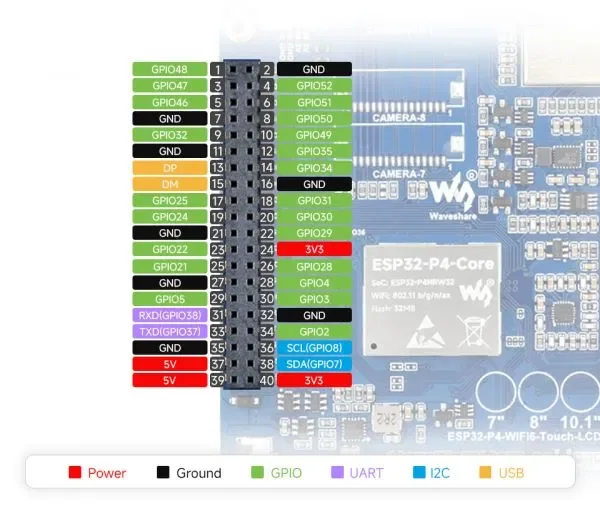 GPIO48 1 2 GND
GPIO47 3 4 GPIO52
GPIO46 5 6 GPIO51
GND 7 8 GPIO50
GPIO32 9 10 GPIO49
GND 11 12 GPIO35
DP 13 14 GPIO34
DM 15 16 GND
GPIO25 17 18 GPIO31
GPIO24 19 20 GPIO30
GND 21 22 GPIO29
GPIO22 23 24 3V3
GPIO21 25 26 GPIO28
GND 27 28 GPIO4
GPIO5 29 30 GPIO3
RXD(GPIO38) 31 32 GND
TXD(GPIO37) 33 34 GPIO2
GND 35 36 SCL(GPIO8)
5V 37 38 SDA(GPIO7)
5V 39 40 3V3
CAMERA-8
CAMERA-7
Waveshare
ESP32-P4-Core
SoC: ESP32-P4NRW32
WiFi: 802.11 b/g/n/ax
Flash: 32MB
2R2
7" 8" 10.1"
ESP32-P4-WIFI6-Touch-LCD
Power Ground GPIO UART I2C USB